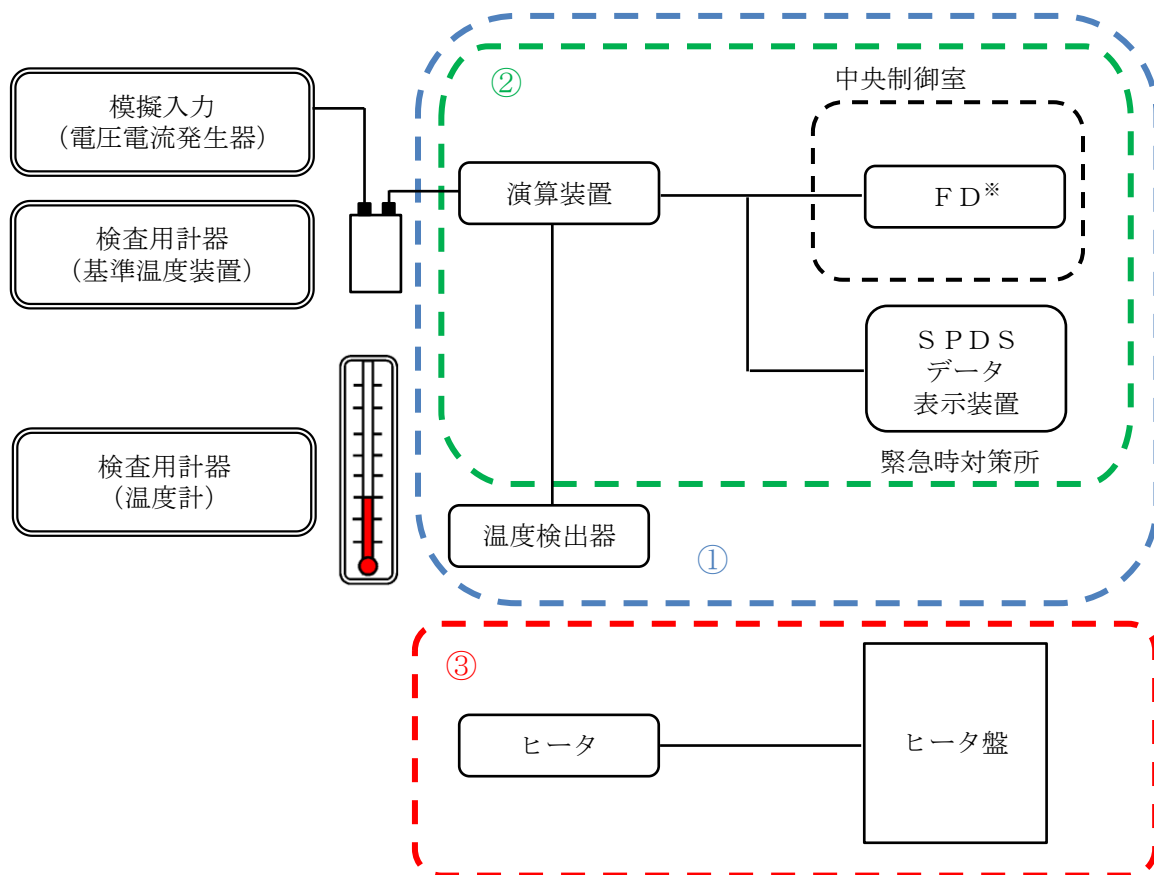 模擬入力
(電圧電流発生器)
検査用計器
(基準温度装置)
検査用計器
(温度計)
②
中央制御室
演算装置
ＦＤ※
ＳＰＤＳ
データ
表示装置
緊急時対策所
温度検出器
①
③
ヒータ
ヒータ盤